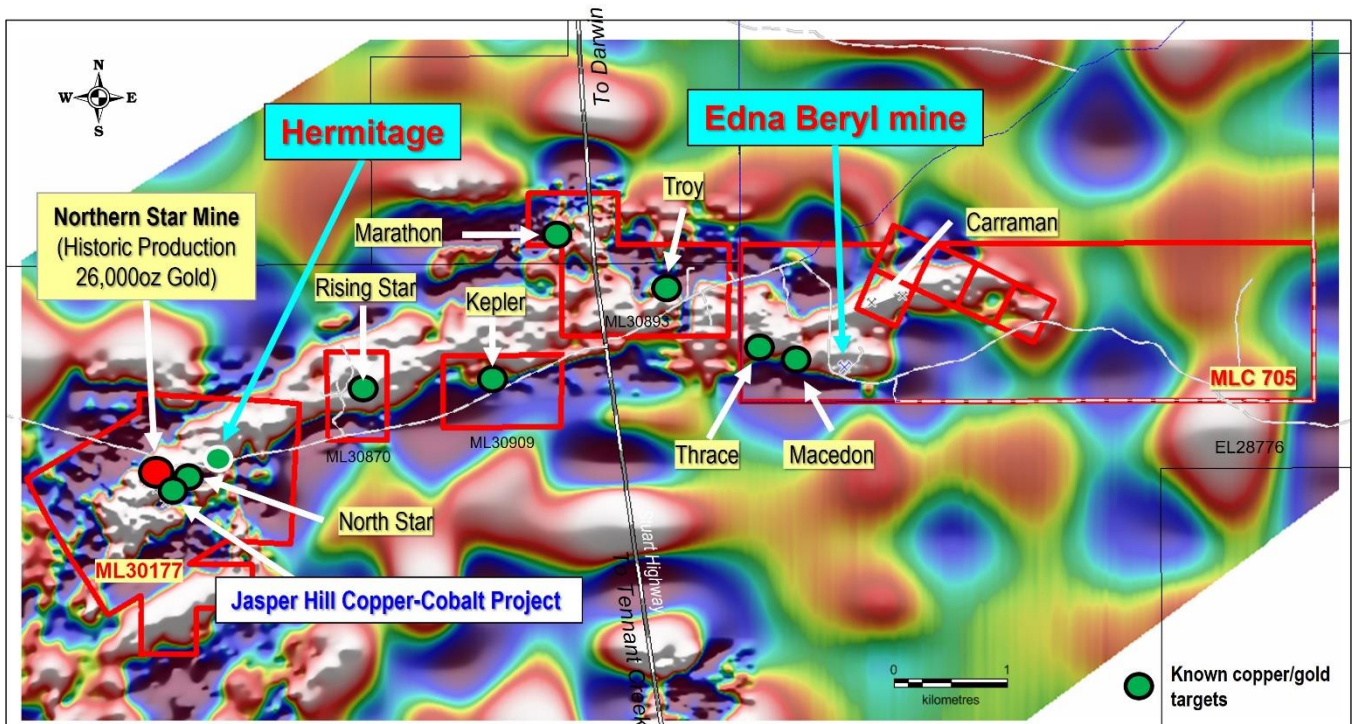 To Darwin
N
W
E
S
Hermitage
Edna Beryl mine
Troy
Northern Star Mine
(Historic Production
26,000oz Gold)
Marathon
Carraman
Rising Star
Kepler
ML30893
MLC 705
ML30870
ML30909
Thrace
Macedon
EL28776
North Star
ML30177
Jasper Hill Copper-Cobalt Project
Stuart Highway
To Tennant Creek
0
1
kilometres
Known copper/gold
targets